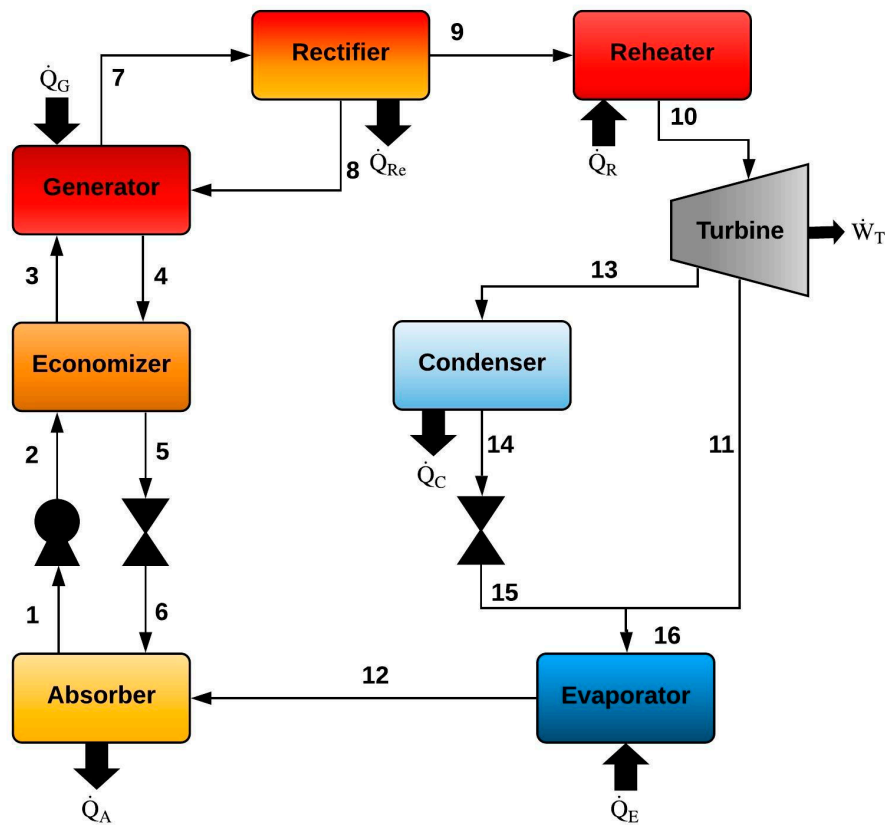 Rectifier
9
Reheater
7
Q̇G
10
8
Q̇Re
Q̇R
Generator
Turbine
ẆT
3
4
13
Economizer
Condenser
2
5
14
11
Q̇C
1
6
15
16
Absorber
12
Evaporator
Q̇A
Q̇E